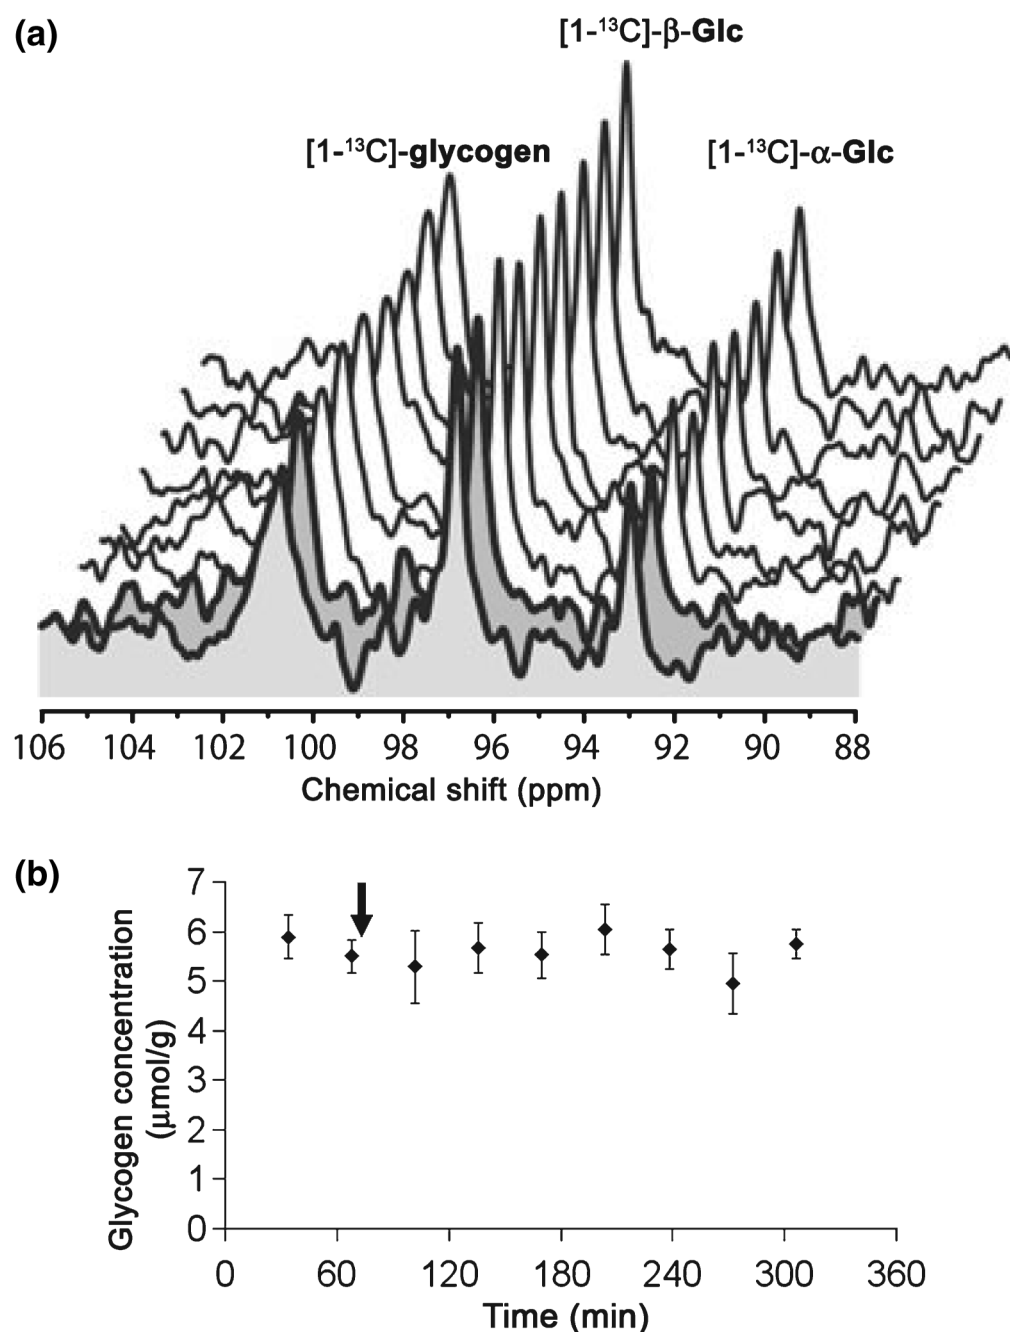 (a)
[1-¹³C]-β-Glc
[1-¹³C]-glycogen
[1-¹³C]-α-Glc
106 104 102 100 98 96 94 92 90 88
Chemical shift (ppm)
(b)
7
6
5
4
3
2
1
0
Glycogen concentration
(μmol/g)
0 60 120 180 240 300 360
Time (min)